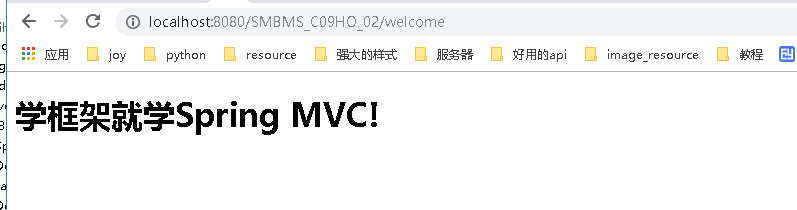 localhost:8080/SMBMS_C09HO_02/welcome
应用 joy python resource 强大的样式 服务器 好用的api image_resource 教程
学框架就学Spring MVC!